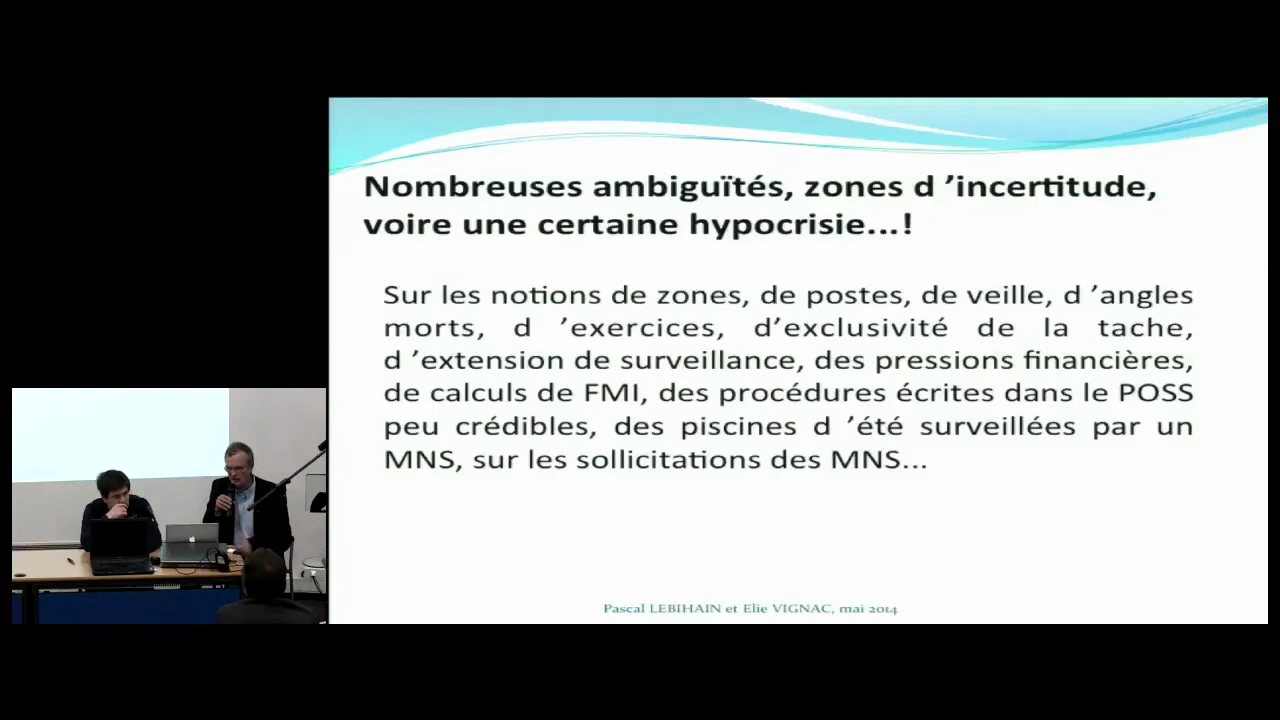 Nombreuses ambiguïtés, zones d ’incertitude,
voire une certaine hypocrisie...!
Sur les notions de zones, de postes, de veille, d ’angles
morts, d ’exercices, d’exclusivité de la tache,
d ’extension de surveillance, des pressions financières,
de calculs de FMI, des procédures écrites dans le POSS
peu crédibles, des piscines d ’été surveillées par un
MNS, sur les sollicitations des MNS...
Pascal LEBIHAIN et Elie VIGNAC, mai 2014